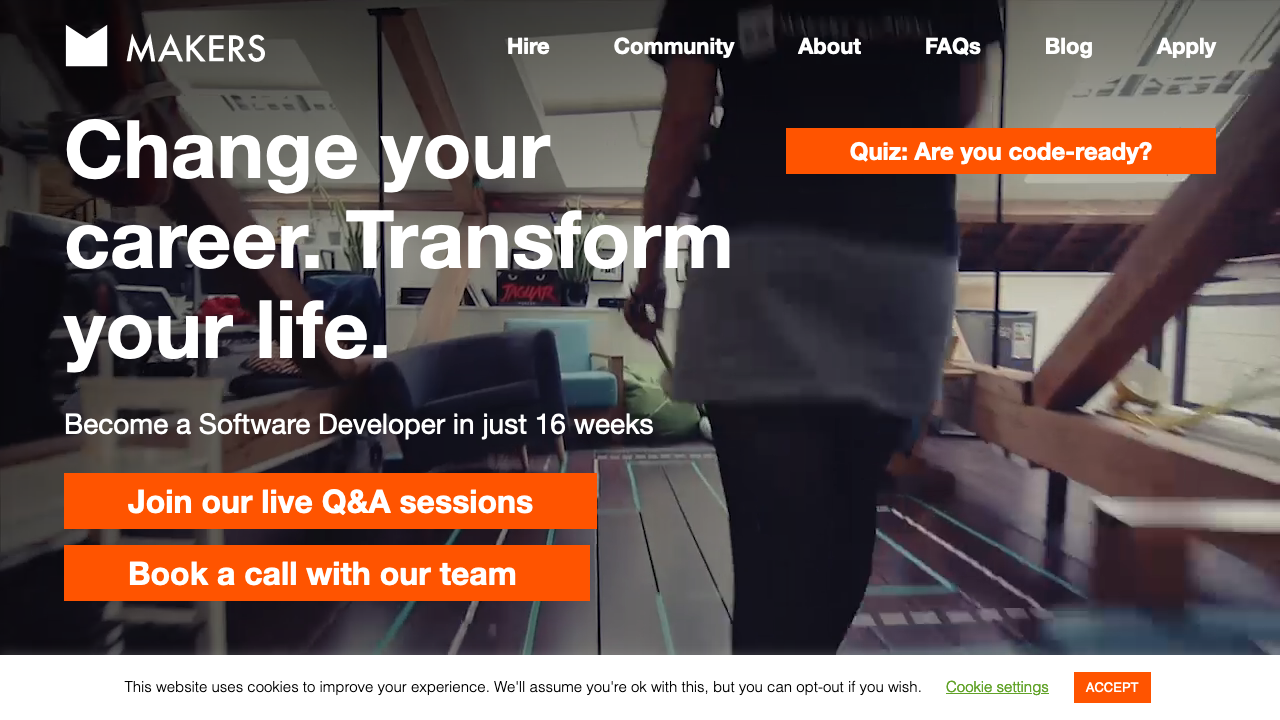 MAKERS
Hire
Community
About
FAQs
Blog
Apply
Change your
career. Transform
your life.
Quiz: Are you code-ready?
JAGUAR
Become a Software Developer in just 16 weeks
Join our live Q&A sessions
Book a call with our team
This website uses cookies to improve your experience. We'll assume you're ok with this, but you can opt-out if you wish.
Cookie settings
ACCEPT